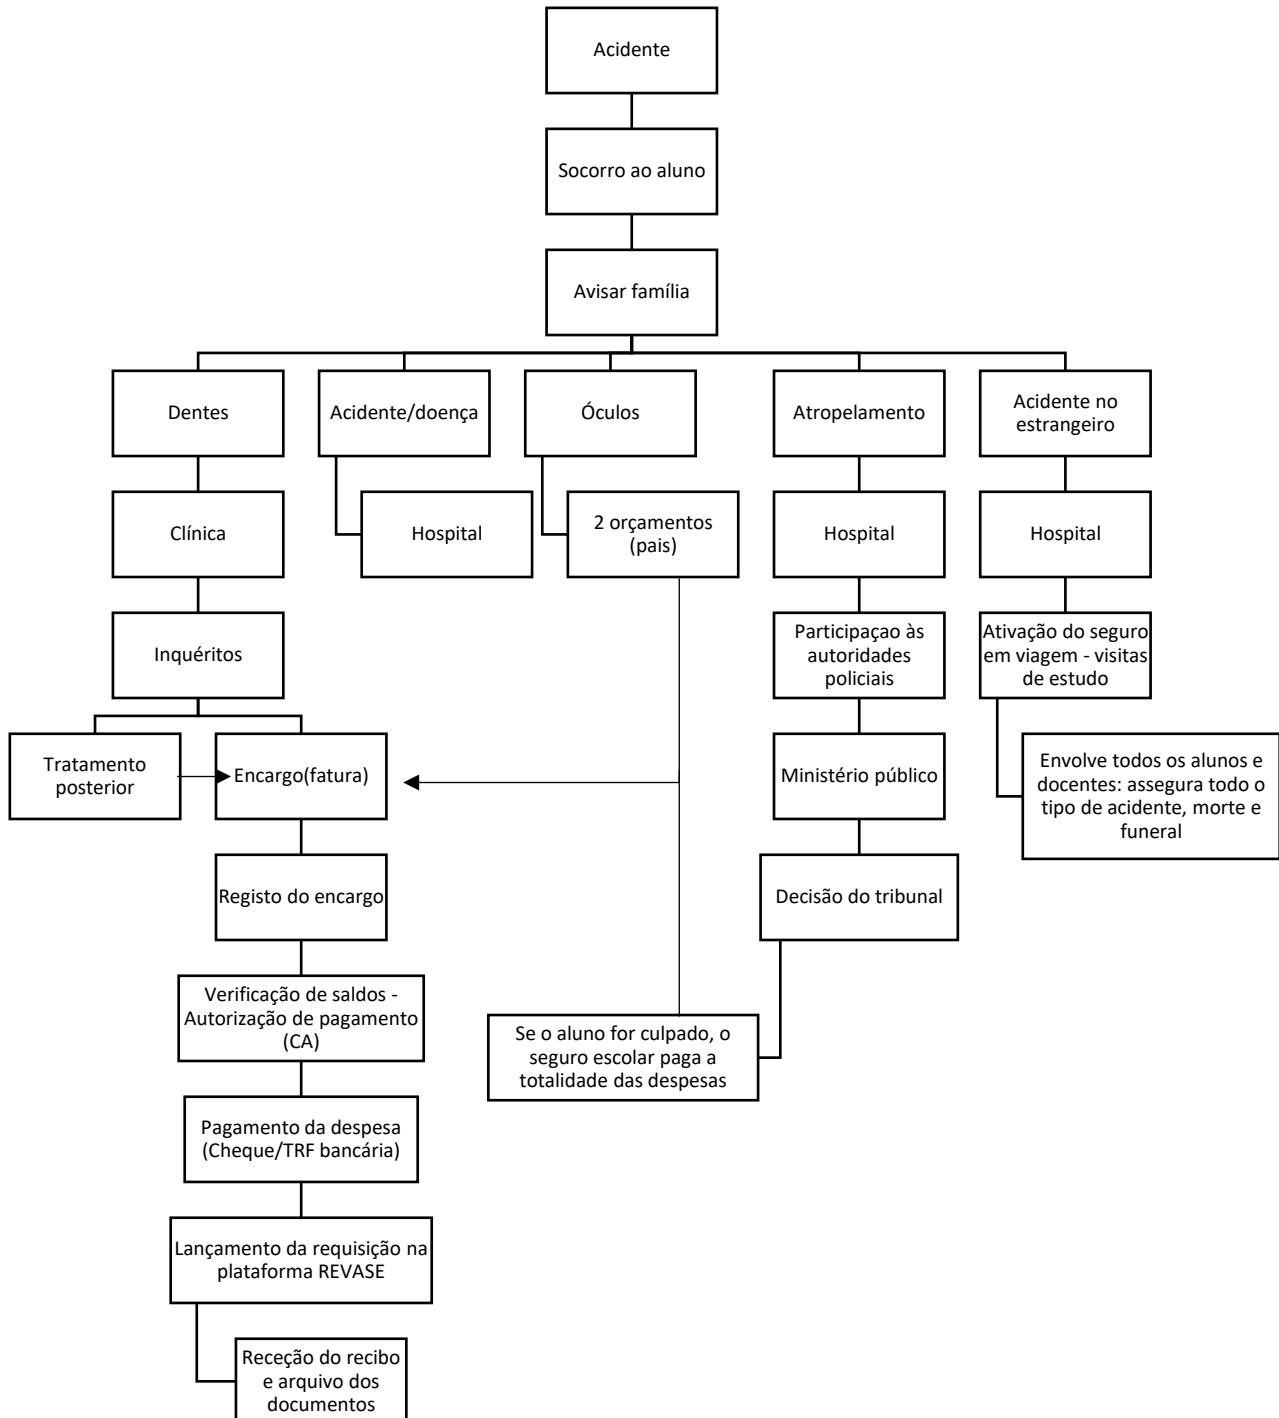 Acidente
Socorro ao aluno
Avisar família
Dentes
Acidente/doença
Óculos
Atropelamento
Acidente no
estrangeiro
Clínica
Hospital
2 orçamentos
(pais)
Hospital
Hospital
Inquéritos
Participaçao às
autoridades
policiais
Ativação do seguro
em viagem - visitas
de estudo
Tratamento
posterior
Encargo(fatura)
Ministério público
Envolve todos os alunos e
docentes: assegura todo o
tipo de acidente, morte e
funeral
Registo do encargo
Decisão do tribunal
Verificação de saldos -
Autorização de pagamento
(CA)
Se o aluno for culpado, o
seguro escolar paga a
totalidade das despesas
Pagamento da despesa
(Cheque/TRF bancária)
Lançamento da requisição na
plataforma REVASE
Receção do recibo
e arquivo dos
documentos